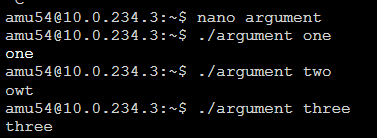 amu54@10.0.234.3:~$ nano argument
amu54@10.0.234.3:~$ ./argument one
one
amu54@10.0.234.3:~$ ./argument two
owt
amu54@10.0.234.3:~$ ./argument three
three